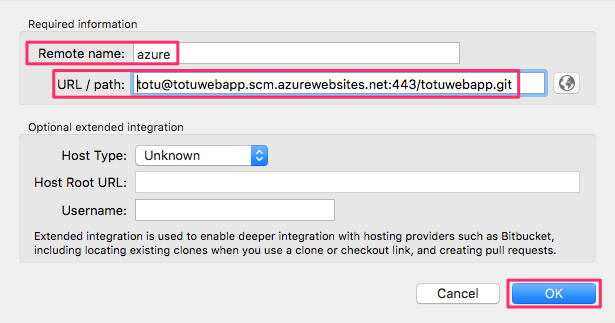 Required information
Remote name: azure
URL / path: totu@totuwebapp.scm.azurewebsites.net:443/totuwebapp.git
Optional extended integration
Host Type: Unknown
Host Root URL:
Username:
Extended integration is used to enable deeper integration with hosting providers such as Bitbucket,
including locating existing clones when you use a clone or checkout link, and creating pull requests.
Cancel OK